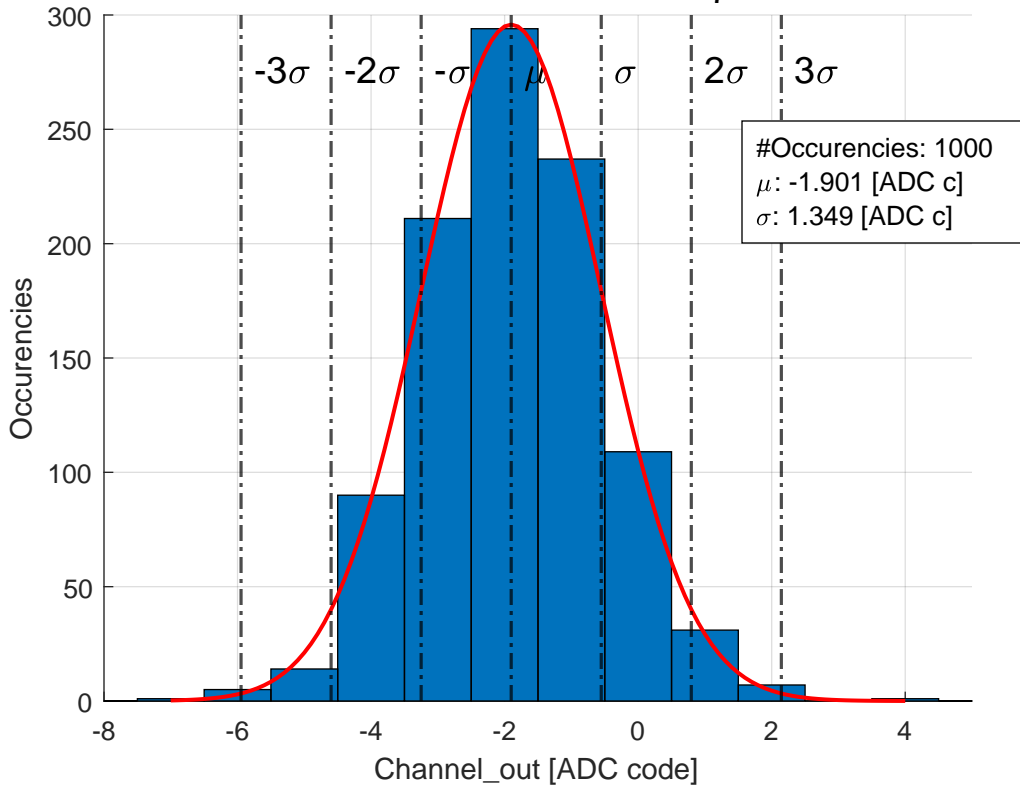 300
-3σ -2σ -σ μ σ 2σ 3σ
250
#Occurencies: 1000
μ: -1.901 [ADC c]
σ: 1.349 [ADC c]
200
150
100
50
0
Occurencies
-8 -6 -4 -2 0 2 4
Channel_out [ADC code]